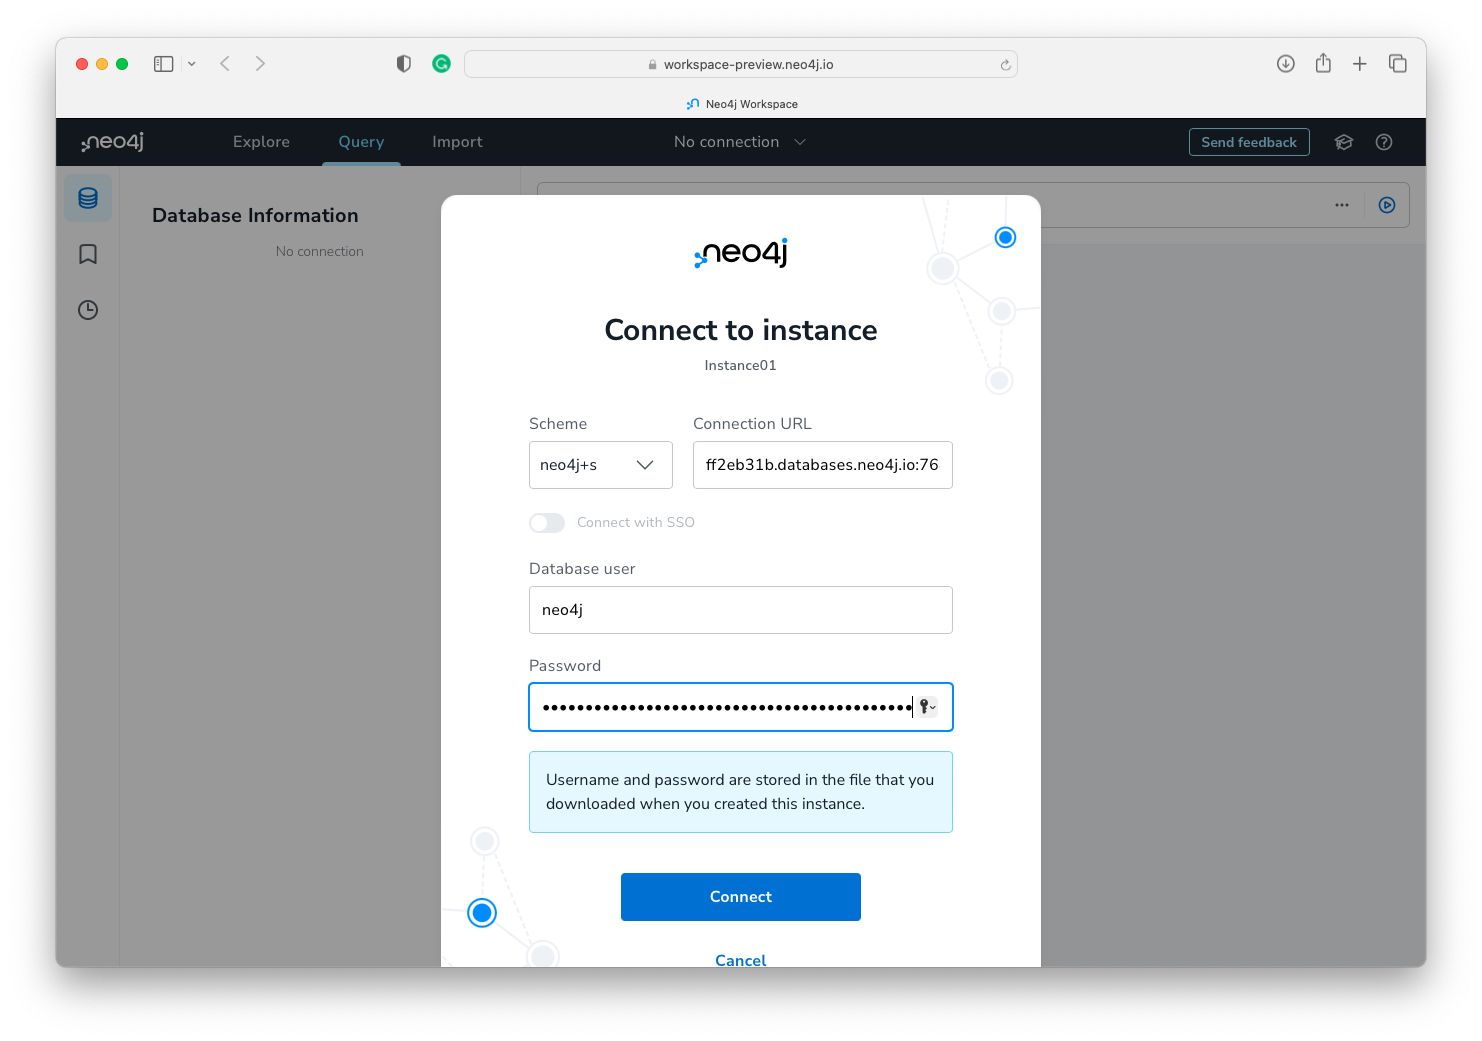 workspace-preview.neo4j.io
Neo4j Workspace
neo4j
Explore
Query
Import
No connection
Send feedback
Database Information
No connection
neo4j
Connect to instance
Instance01
Scheme
Connection URL
neo4j+s
ff2eb31b.databases.neo4j.io:76
Connect with SSO
Database user
neo4j
Password
Username and password are stored in the file that you
downloaded when you created this instance.
Connect
Cancel